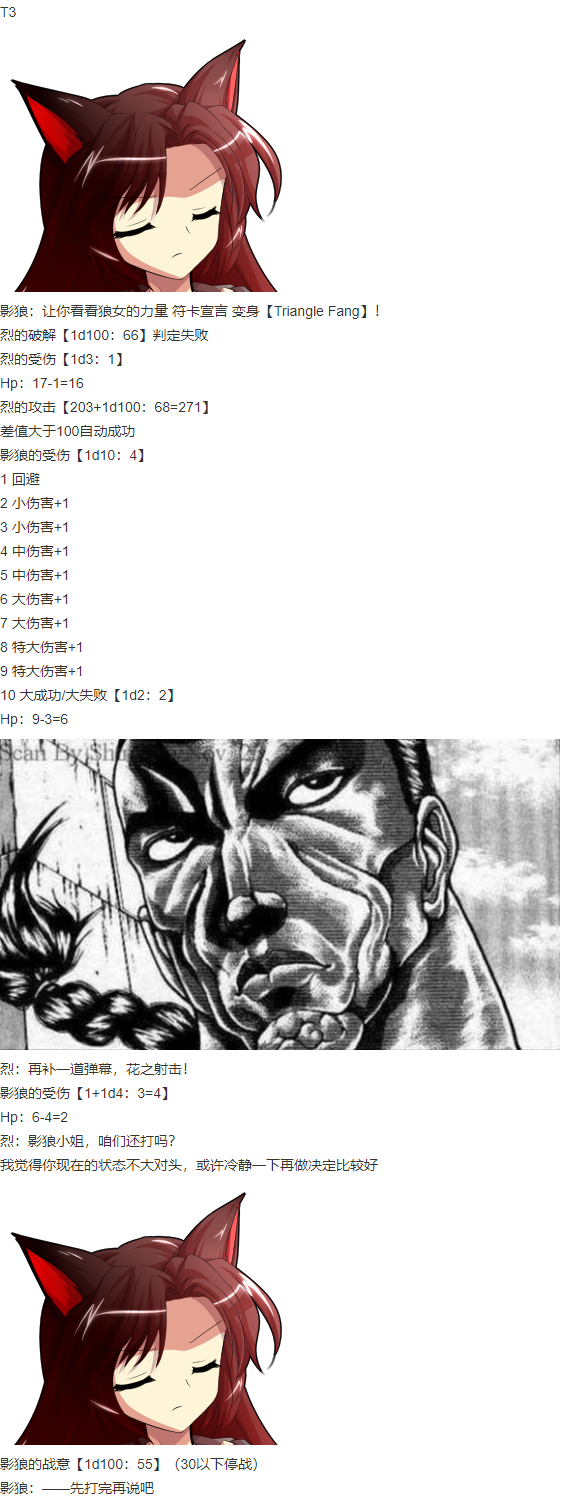 T3
影狼：让你看看狼女的力量 符卡宣言 变身【Triangle Fang】！
烈的破解【1d100：66】判定失败
烈的受伤【1d3：1】
Hp：17-1=16
烈的攻击【203+1d100：68=271】
差值大于100自动成功
影狼的受伤【1d10：4】
1 回避
2 小伤害+1
3 小伤害+1
4 中伤害+1
5 中伤害+1
6 大伤害+1
7 大伤害+1
8 特大伤害+1
9 特大伤害+1
10 大成功/大失败【1d2：2】
Hp：9-3=6
Scan By
烈：再补一道弹幕，花之射击！
影狼的受伤【1+1d4：3=4】
Hp：6-4=2
烈：影狼小姐，咱们还打吗？
我觉得你现在的状态不大对头，或许冷静一下再做决定比较好
影狼的战意【1d100：55】（30以下停战）
影狼：——先打完再说吧